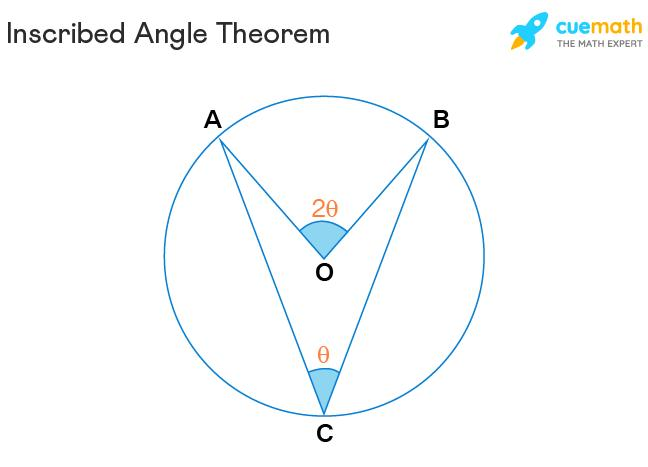 Inscribed Angle Theorem
cuemath
THE MATH EXPERT
A
B
2θ
O
θ
C